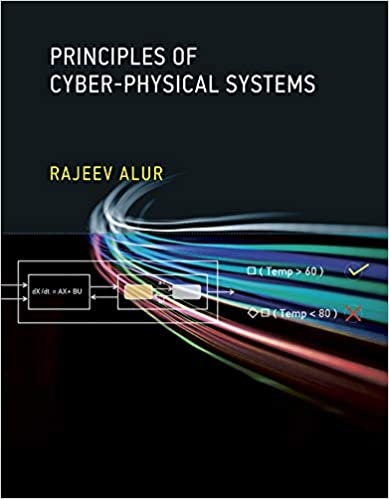 PRINCIPLES OF
CYBER-PHYSICAL SYSTEMS
RAJEEV ALUR
□ ( Temp > 60 )
dX /dt = AX+ BU
◇□ ( Temp < 80 )